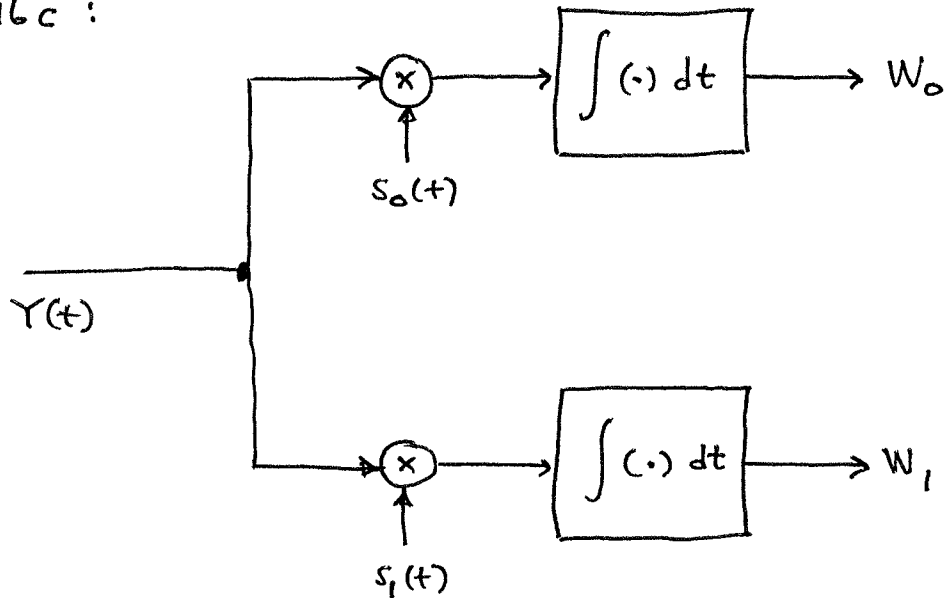 16c :
∫ (·) dt
× → W₀
S₀(t)
Y(t)
∫ (·) dt
× → W₁
S₁(t)